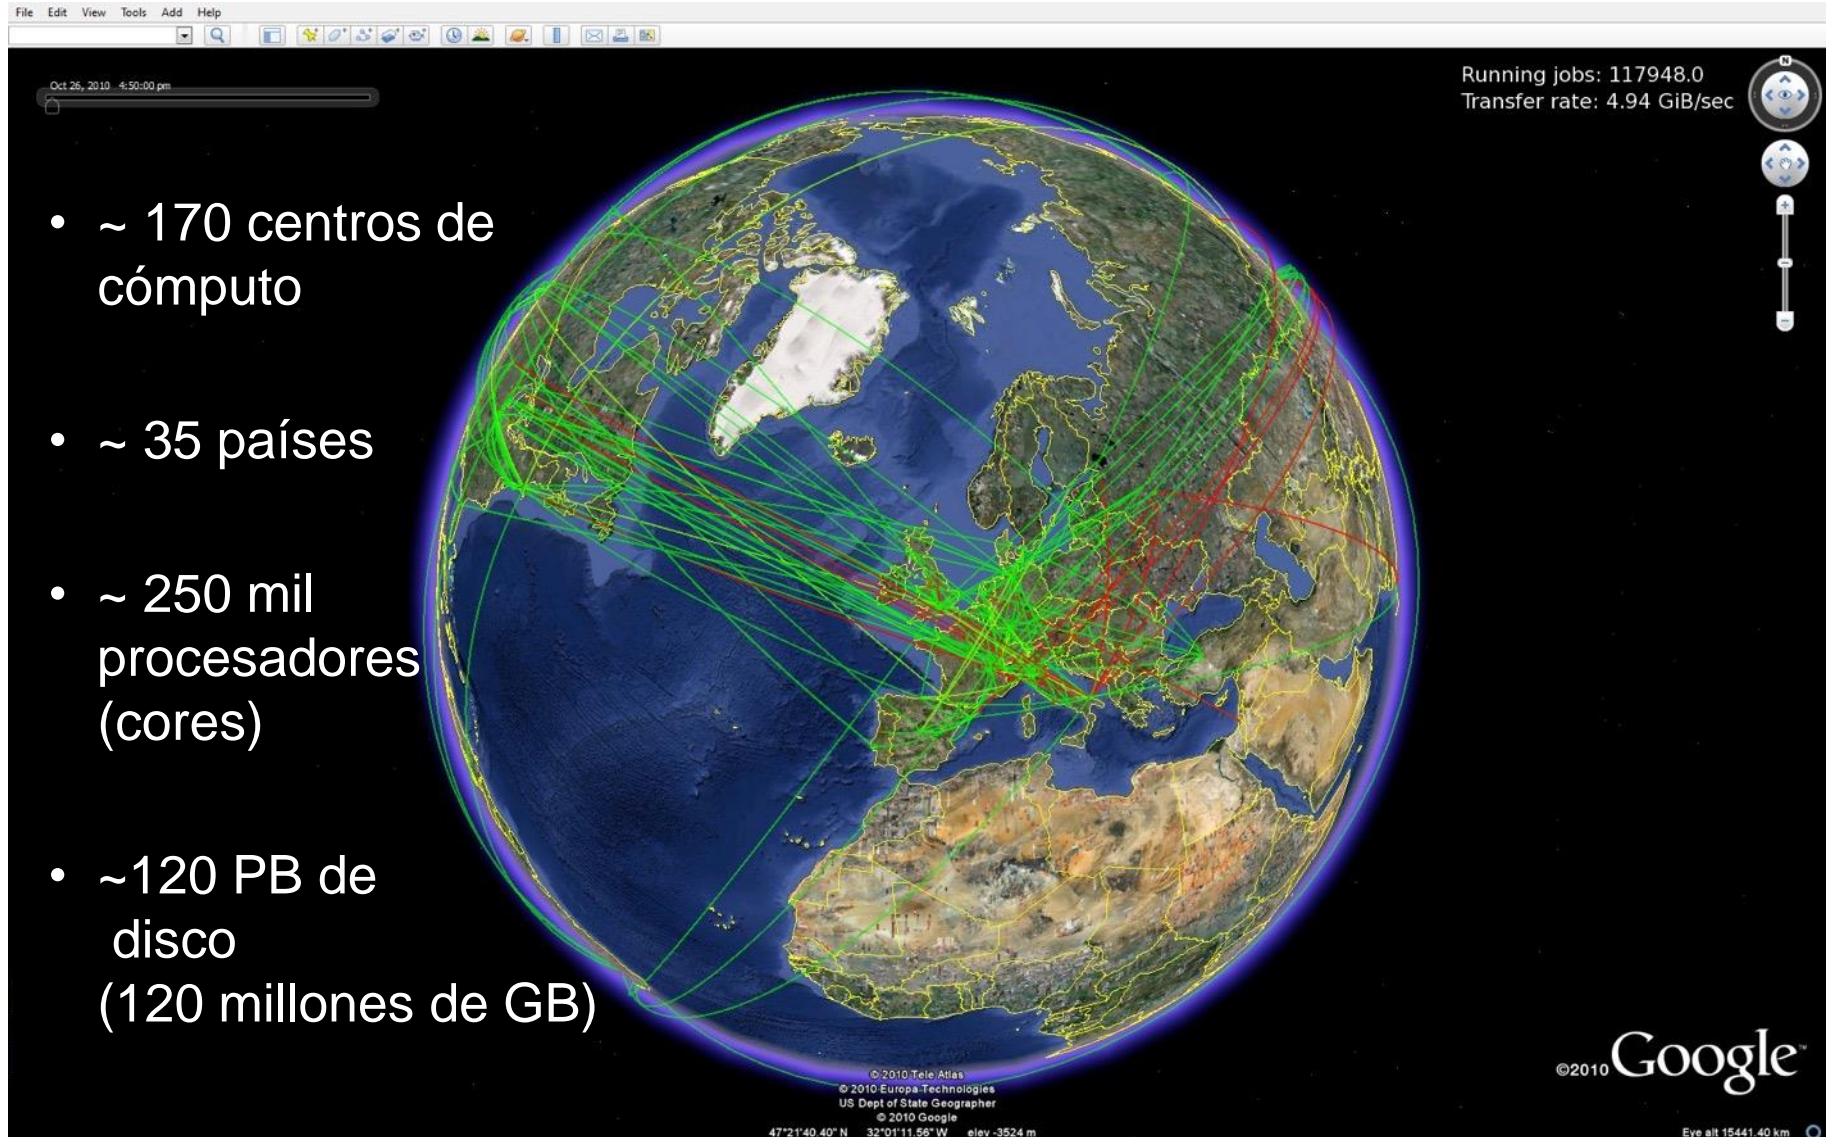 File Edit View Tools Add Help
Oct 26, 2010 4:50:00 pm
Running jobs: 117948.0
Transfer rate: 4.94 GiB/sec
N
• ~ 170 centros de
cómputo
• ~ 35 países
• ~ 250 mil
procesadores
(cores)
• ~120 PB de
disco
(120 millones de GB)
© 2010 Tele Atlas
© 2010 Europa Technologies
US Dept of State Geographer
© 2010 Google
©2010 Google™
47°21'40.40" N 32°01'11.56" W elev -3524 m
Eye alt 15441.40 km